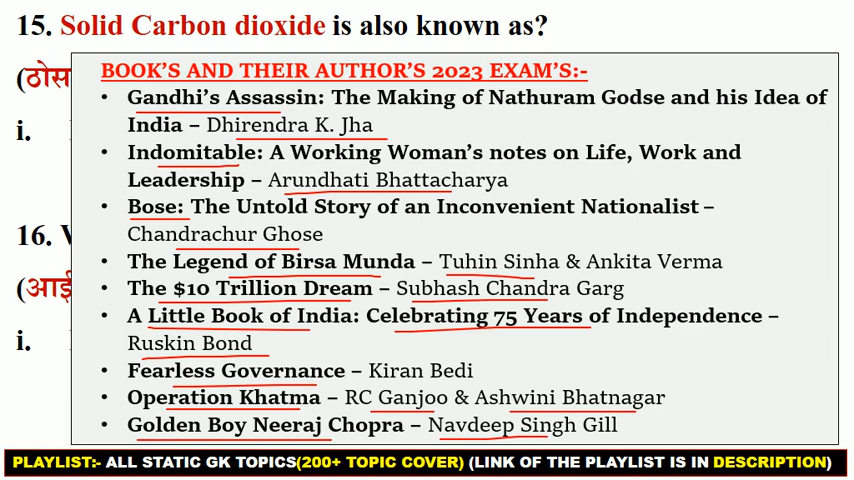 15. Solid Carbon dioxide is also known as?
(ठोस
BOOK'S AND THEIR AUTHOR'S 2023 EXAM'S:-
• Gandhi's Assassin: The Making of Nathuram Godse and his Idea of
India – Dhirendra K. Jha
i.
• Indomitable: A Working Woman's notes on Life, Work and
Leadership – Arundhati Bhattacharya
• Bose: The Untold Story of an Inconvenient Nationalist –
Chandrachur Ghose
16.
• The Legend of Birsa Munda – Tuhin Sinha & Ankita Verma
• The $10 Trillion Dream – Subhash Chandra Garg
(आई
• A Little Book of India: Celebrating 75 Years of Independence –
Ruskin Bond
i.
• Fearless Governance – Kiran Bedi
• Operation Khatma – RC Ganjoo & Ashwini Bhatnagar
• Golden Boy Neeraj Chopra – Navdeep Singh Gill
PLAYLIST:- ALL STATIC GK TOPICS(200+ TOPIC COVER) (LINK OF THE PLAYLIST IS IN DESCRIPTION)